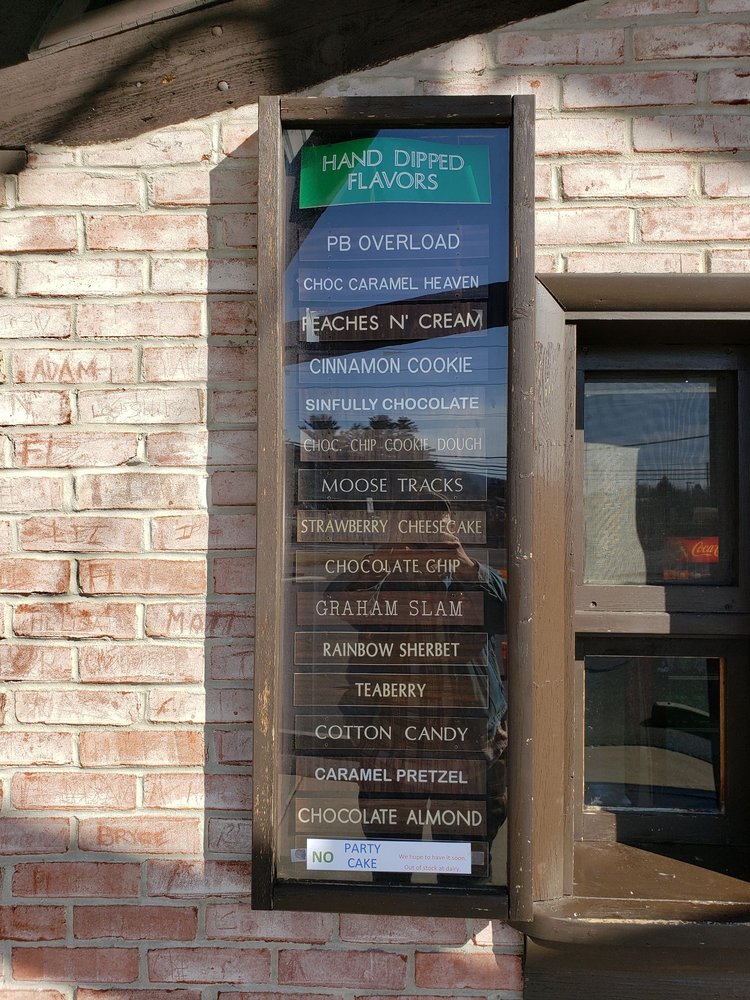 HAND DIPPED
FLAVORS
PB OVERLOAD
CHOC CARAMEL HEAVEN
PEACHES N' CREAM
CINNAMON COOKIE
SINFULLY CHOCOLATE
CHOC. CHIP COOKIE DOUGH
MOOSE TRACKS
STRAWBERRY CHEESECAKE
CHOCOLATE CHIP
GRAHAM SLAM
RAINBOW SHERBET
TEABERRY
COTTON CANDY
CARAMEL PRETZEL
CHOCOLATE ALMOND
NO PARTY CAKE
We hope to have it soon.
Out of stock at dairy.
ADAM
MATT
BRYCE
Coca